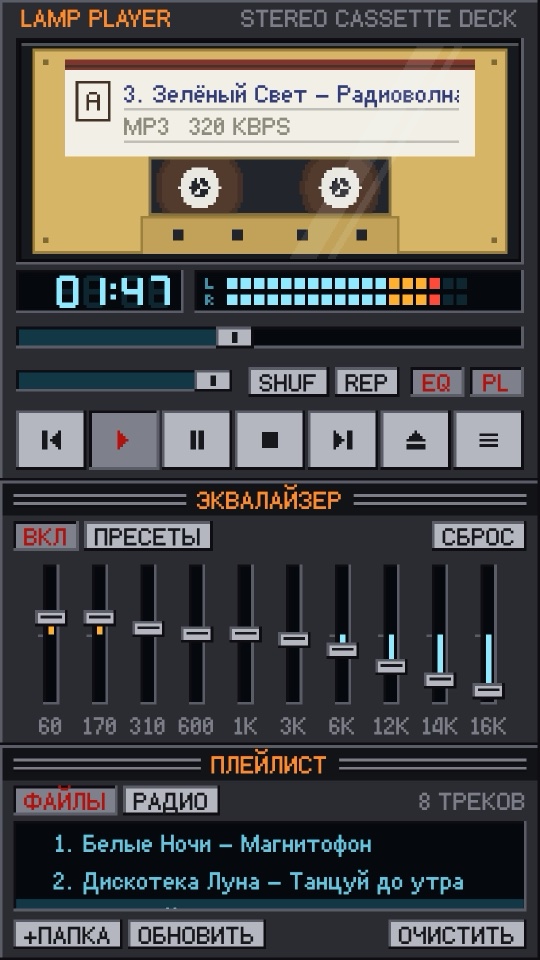 LAMP PLAYER STEREO CASSETTE DECK
A 3. Зелёный Свет – Радиоволна
MP3 320 KBPS
01:47 L
R
SHUF REP EQ PL
ЭКВАЛАЙЗЕР
ВКЛ ПРЕСЕТЫ СБРОС
60 170 310 600 1K 3K 6K 12K 14K 16K
ПЛЕЙЛИСТ
ФАЙЛЫ РАДИО 8 ТРЕКОВ
1. Белые Ночи – Магнитофон
2. Дискотека Луна – Танцуй до утра
+ПАПКА ОБНОВИТЬ ОЧИСТИТЬ